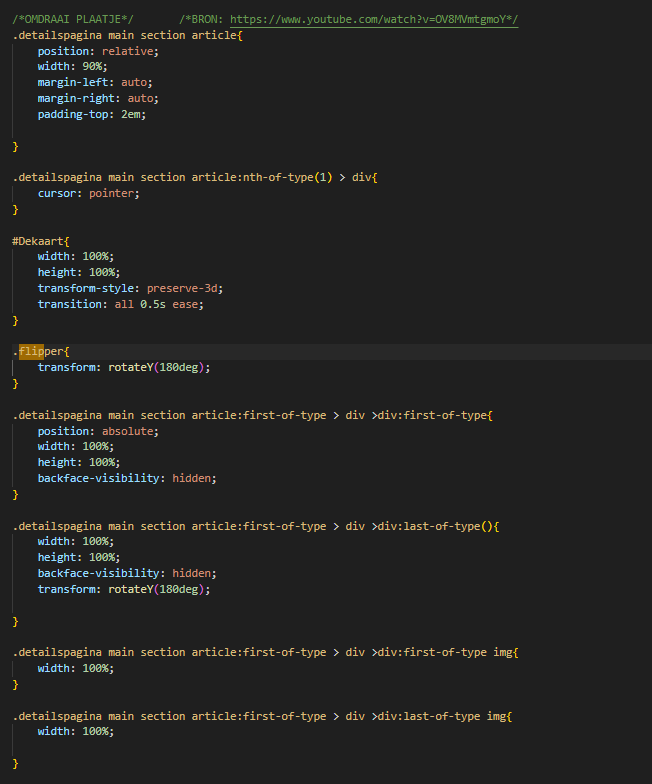 /*OMDRAAI PLAATJE*/ /*BRON: https://www.youtube.com/watch?v=OV8MVmtgmoY*/
.detailspagina main section article{
position: relative;
width: 90%;
margin-left: auto;
margin-right: auto;
padding-top: 2em;
}
.detailspagina main section article:nth-of-type(1) > div{
cursor: pointer;
}
#Dekaart{
width: 100%;
height: 100%;
transform-style: preserve-3d;
transition: all 0.5s ease;
}
.flipper{
transform: rotateY(180deg);
}
.detailspagina main section article:first-of-type > div >div:first-of-type{
position: absolute;
width: 100%;
height: 100%;
backface-visibility: hidden;
}
.detailspagina main section article:first-of-type > div >div:last-of-type(){
width: 100%;
height: 100%;
backface-visibility: hidden;
transform: rotateY(180deg);
}
.detailspagina main section article:first-of-type > div >div:first-of-type img{
width: 100%;
}
.detailspagina main section article:first-of-type > div >div:last-of-type img{
width: 100%;
}